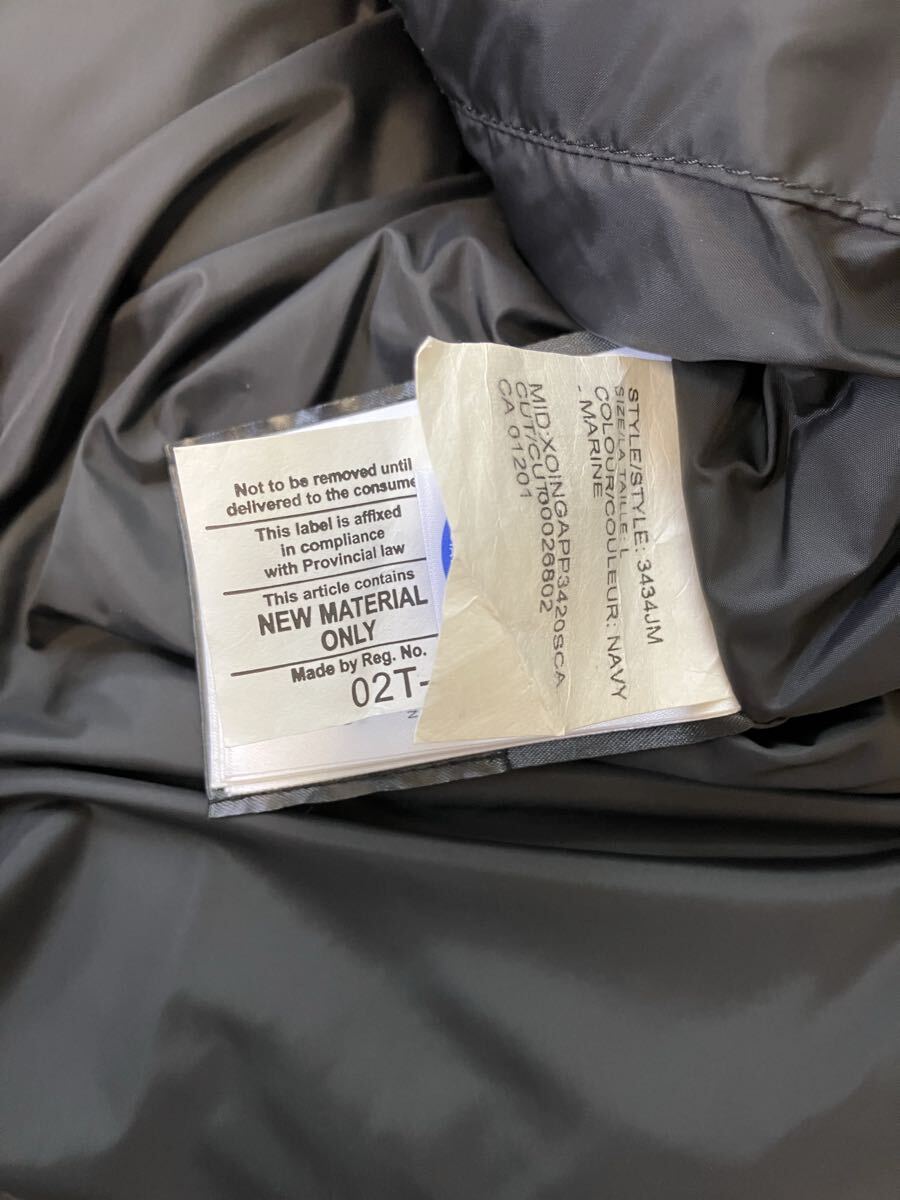 Not to be removed until
delivered to the consume
This label is affixed
in compliance
with Provincial law
This article contains
NEW MATERIAL
ONLY
Made by Reg. No.
02T-
N
STYLE/STYLE: 3434JM
SIZE/LA TAILLE: L
COLOUR/COULEUR: NAVY
- MARINE
MID:XOINGAPP3420SCA
CUT/CUT00026802
CA 01201